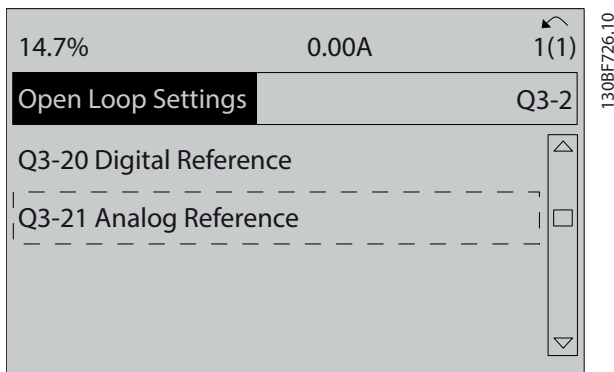 14.7% 0.00A 1(1)
Open Loop Settings Q3-2
Q3-20 Digital Reference
Q3-21 Analog Reference
130BF726.10